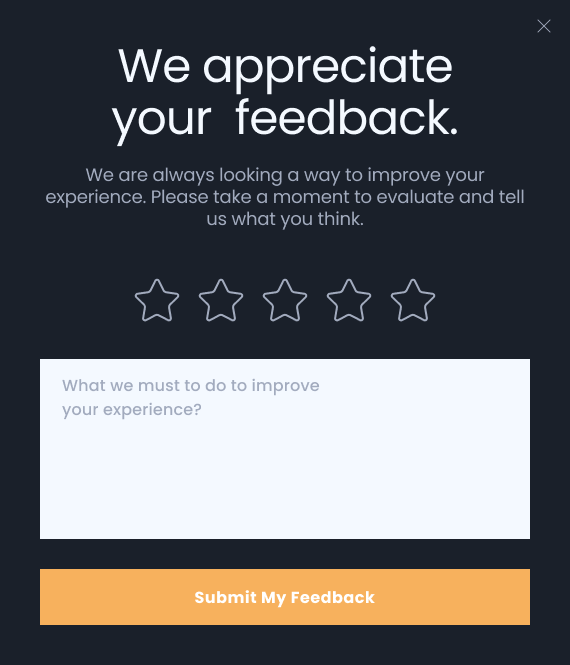 We appreciate
your feedback.
We are always looking a way to improve your
experience. Please take a moment to evaluate and tell
us what you think.
What we must to do to improve
your experience?
Submit My Feedback